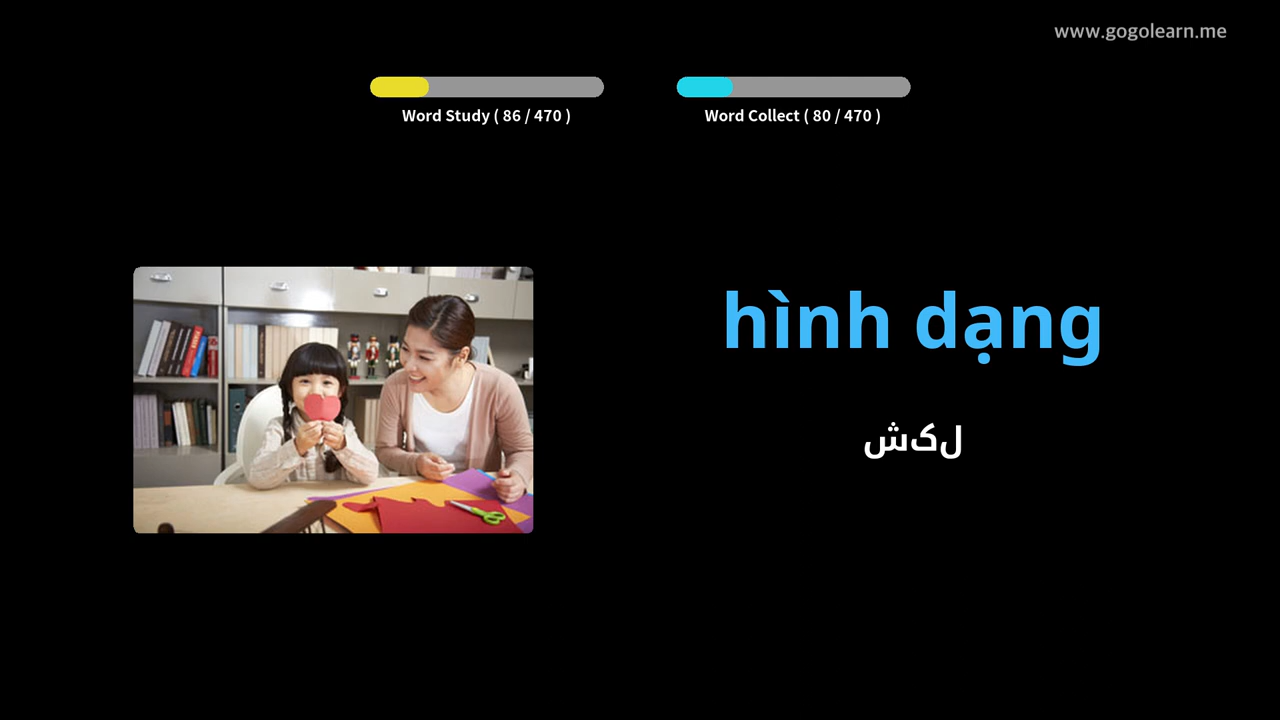 www.gogolearn.me
Word Study ( 86 / 470 )
Word Collect ( 80 / 470 )
hình dạng
لکش